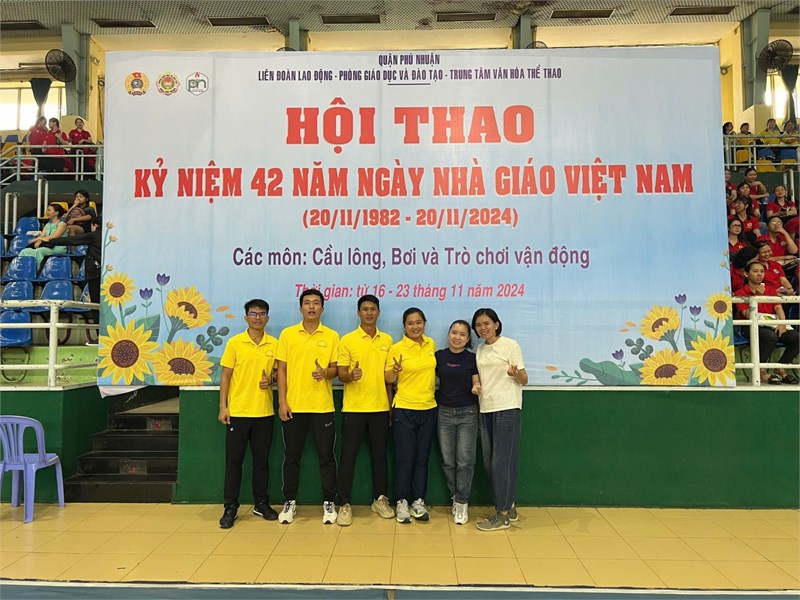 QUẬN PHÚ NHUẬN
LIÊN ĐOÀN LAO ĐỘNG - PHÒNG GIÁO DỤC VÀ ĐÀO TẠO - TRUNG TÂM VĂN HÓA THỂ THAO
HỘI THAO
KỶ NIỆM 42 NĂM NGÀY NHÀ GIÁO VIỆT NAM
(20/11/1982 - 20/11/2024)
Các môn: Cầu lông, Bơi và Trò chơi vận động
Thời gian: từ 16 - 23 tháng 11 năm 2024